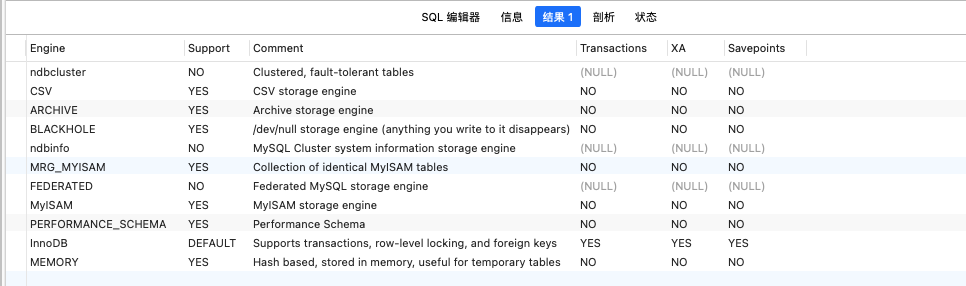 SQL 编辑器 信息 结果 1 剖析 状态
Engine Support Comment Transactions XA Savepoints
ndbcluster NO Clustered, fault-tolerant tables (NULL) (NULL) (NULL)
CSV YES CSV storage engine NO NO NO
ARCHIVE YES Archive storage engine NO NO NO
BLACKHOLE YES /dev/null storage engine (anything you write to it disappears) NO NO NO
ndbinfo NO MySQL Cluster system information storage engine (NULL) (NULL) (NULL)
MRG_MYISAM YES Collection of identical MyISAM tables NO NO NO
FEDERATED NO Federated MySQL storage engine (NULL) (NULL) (NULL)
MyISAM YES MyISAM storage engine NO NO NO
PERFORMANCE_SCHEMA YES Performance Schema NO NO NO
InnoDB DEFAULT Supports transactions, row-level locking, and foreign keys YES YES YES
MEMORY YES Hash based, stored in memory, useful for temporary tables NO NO NO